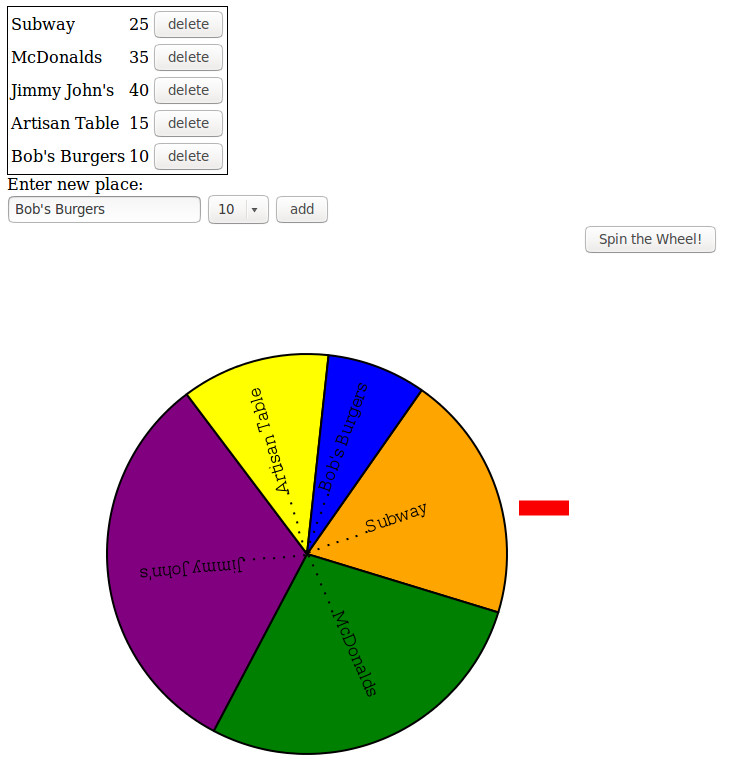 Subway 25 delete
McDonalds 35 delete
Jimmy John's 40 delete
Artisan Table 15 delete
Bob's Burgers 10 delete
Enter new place:
Bob's Burgers 10 add
Spin the Wheel!
Artisan Table
Bob's Burgers
Subway
Jimmy John's
McDonalds